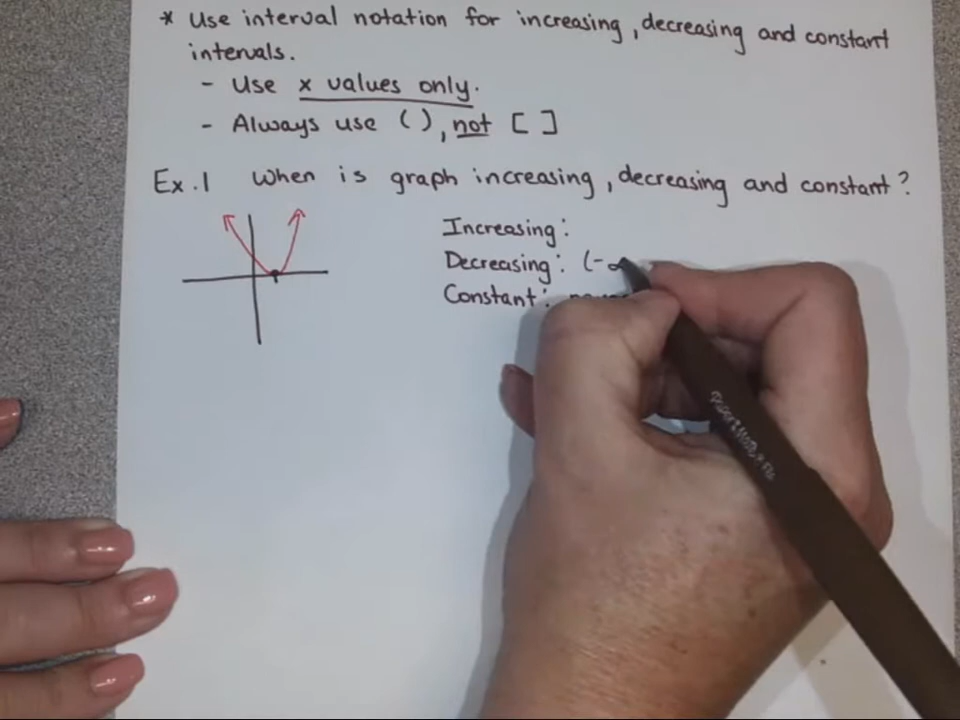 * Use interval notation for increasing, decreasing and constant
intervals.
- Use x values only.
- Always use ( ), not [ ]
Ex. 1 When is graph increasing, decreasing and constant?
Increasing:
Decreasing: (-∞
Constant: